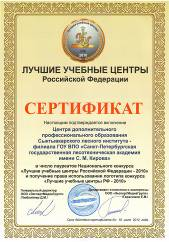 ЛУЧШИЕ УЧЕБНЫЕ ЦЕНТРЫ
Российской Федерации
СЕРТИФИКАТ
Настоящим подтверждается включение
Центра дополнительного
профессионального образования
Сыктывкарского лесного института -
филиала ГОУ ВПО «Санкт-Петербургская
государственная лесотехническая академия
имени С. М. Кирова»
в число лауреатов Национального конкурса
«Лучшие учебные центры Российской Федерации - 2010»
и получение права использования логотипа конкурса
«Лучшие учебные центры РФ - 2010»